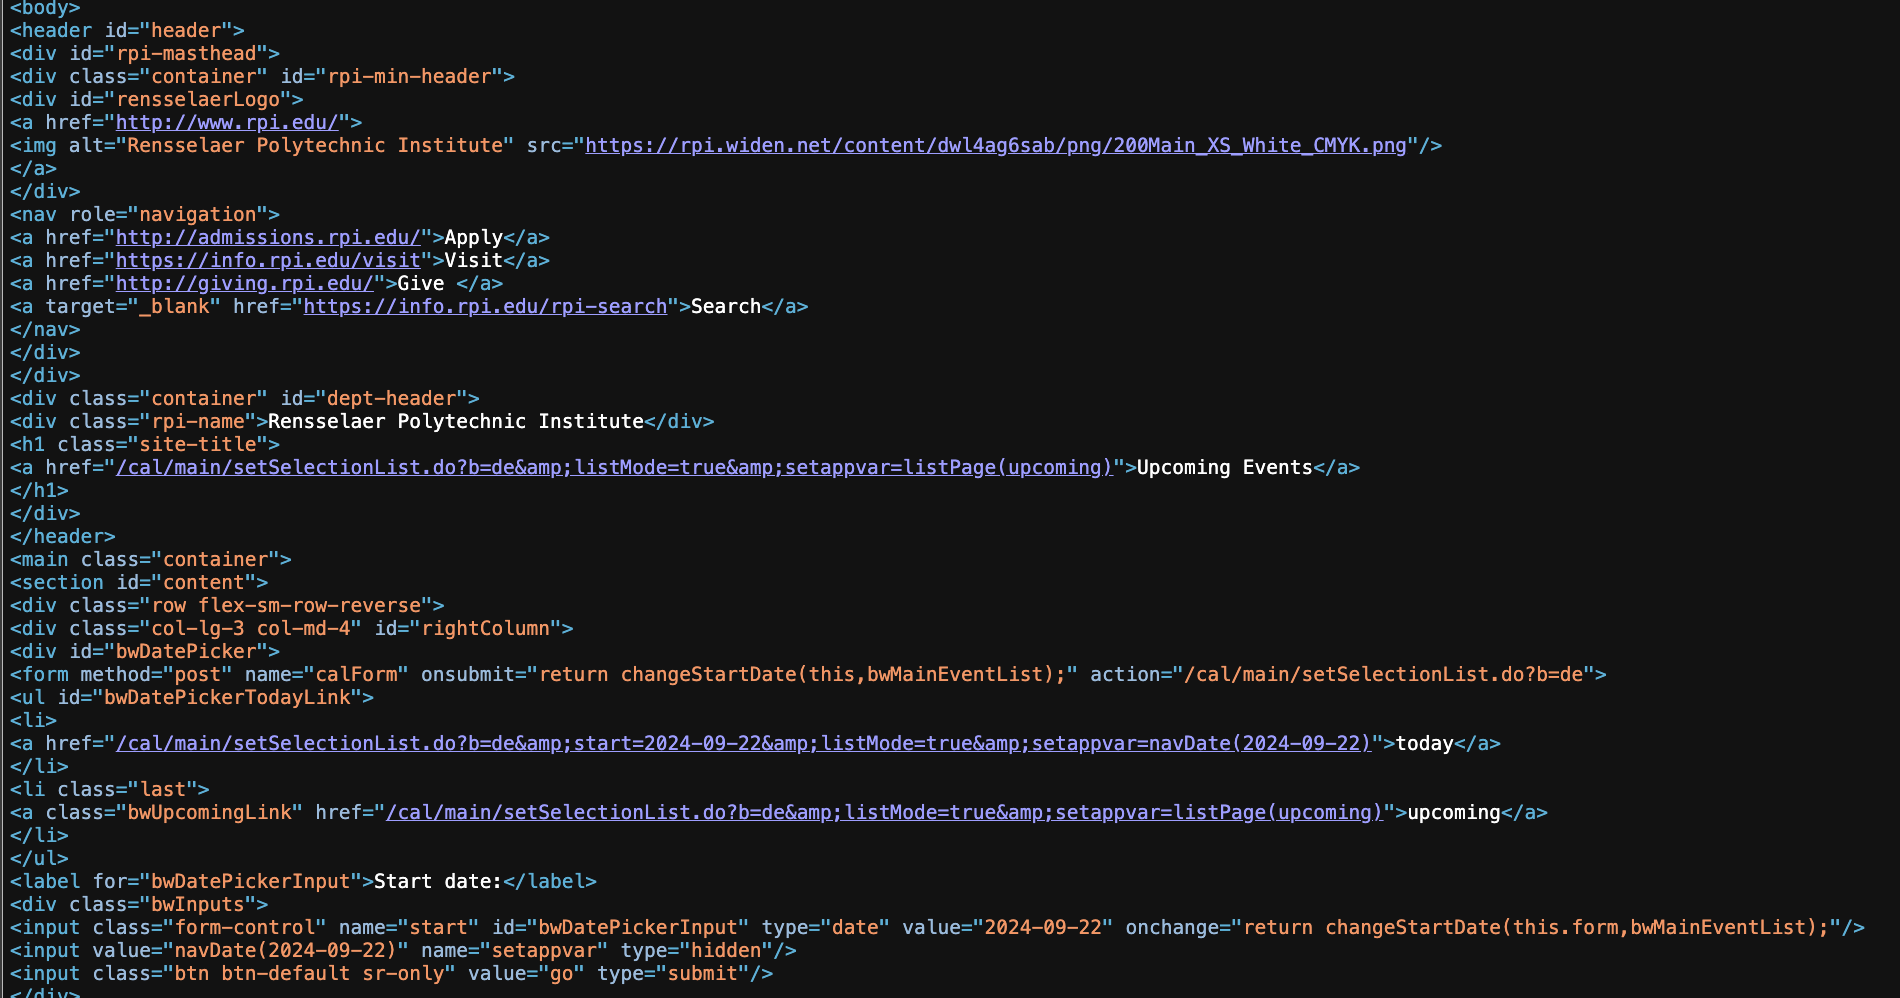 <body>
<header id="header">
<div id="rpi-masthead">
<div class="container" id="rpi-min-header">
<div id="rensselaerLogo">
<a href="http://www.rpi.edu/">
<img alt="Rensselaer Polytechnic Institute" src="https://rpi.widen.net/content/dwl4ag6sab/png/200Main_XS_White_CMYK.png"/>
</a>
</div>
<nav role="navigation">
<a href="http://admissions.rpi.edu/">Apply</a>
<a href="https://info.rpi.edu/visit">Visit</a>
<a href="http://giving.rpi.edu/">Give </a>
<a target="_blank" href="https://info.rpi.edu/rpi-search">Search</a>
</nav>
</div>
</div>
<div class="container" id="dept-header">
<div class="rpi-name">Rensselaer Polytechnic Institute</div>
<h1 class="site-title">
<a href="/cal/main/setSelectionList.do?b=de&amp;listMode=true&amp;setappvar=listPage(upcoming)">Upcoming Events</a>
</h1>
</div>
</header>
<main class="container">
<section id="content">
<div class="row flex-sm-row-reverse">
<div class="col-lg-3 col-md-4" id="rightColumn">
<div id="bwDatePicker">
<form method="post" name="calForm" onsubmit="return changeStartDate(this,bwMainEventList);" action="/cal/main/setSelectionList.do?b=de">
<ul id="bwDatePickerTodayLink">
<li>
<a href="/cal/main/setSelectionList.do?b=de&amp;start=2024-09-22&amp;listMode=true&amp;setappvar=navDate(2024-09-22)">today</a>
</li>
<li class="last">
<a class="bwUpcomingLink" href="/cal/main/setSelectionList.do?b=de&amp;listMode=true&amp;setappvar=listPage(upcoming)">upcoming</a>
</li>
</ul>
<label for="bwDatePickerInput">Start date:</label>
<div class="bwInputs">
<input class="form-control" name="start" id="bwDatePickerInput" type="date" value="2024-09-22" onchange="return changeStartDate(this.form,bwMainEventList);"/>
<input value="navDate(2024-09-22)" name="setappvar" type="hidden"/>
<input class="btn btn-default sr-only" value="go" type="submit"/>
</div>